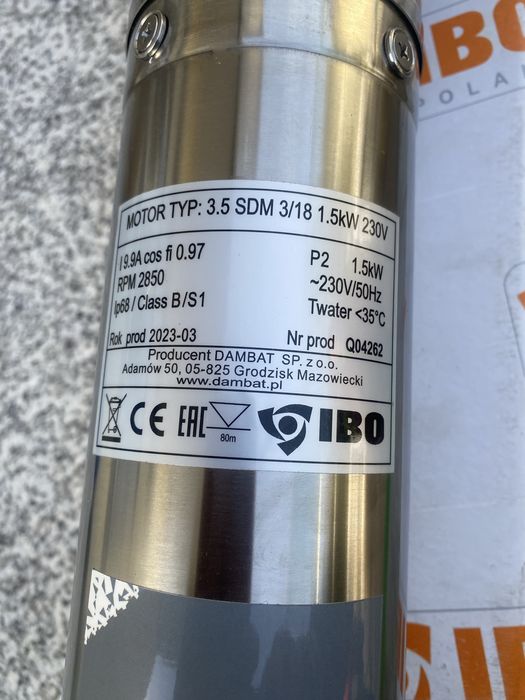 IBO
POLAND
MOTOR TYP: 3.5 SDM 3/18 1.5kW 230V
I 9.9A cos fi 0.97 P2 1.5kW
RPM 2850 ~230V/50Hz
Ip68 / Class B/S1 Twater <35°C
Rok prod 2023-03 Nr prod Q04262
Producent DAMBAT SP. z o.o.
Adamów 50, 05-825 Grodzisk Mazowiecki
www.dambat.pl
CE EAC 80m IBO
IBO